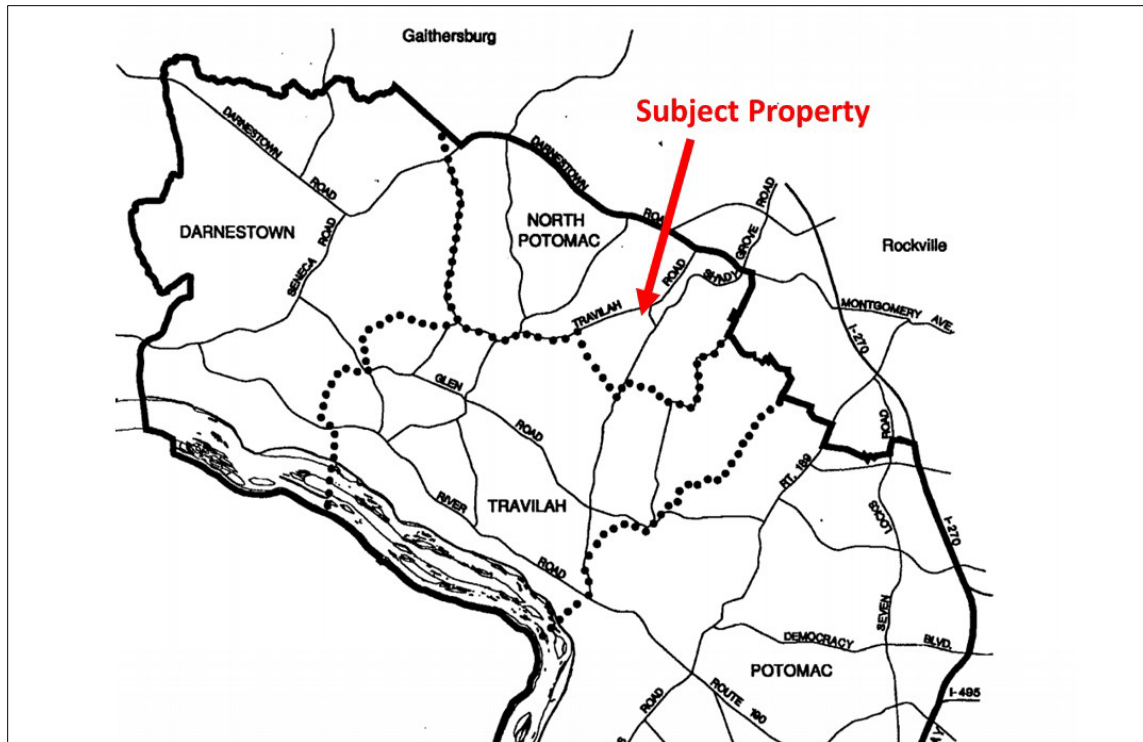 Gaithersburg
Subject Property
DARNESTOWN
ROAD
DARNESTOWN
ROAD
NORTH
POTOMAC
DARNESTOWN
SENECA ROAD
TRAVILAH
ROAD
SHADY
GROVE
ROAD
Rockville
MONTGOMERY AVE.
I-270
GLEN
ROAD
RIVER
ROAD
TRAVILAH
RT. 189
ROAD
LOCKS
SEVEN
I-270
DEMOCRACY
BLVD.
POTOMAC
I-495
ROAD
ROUTE 190